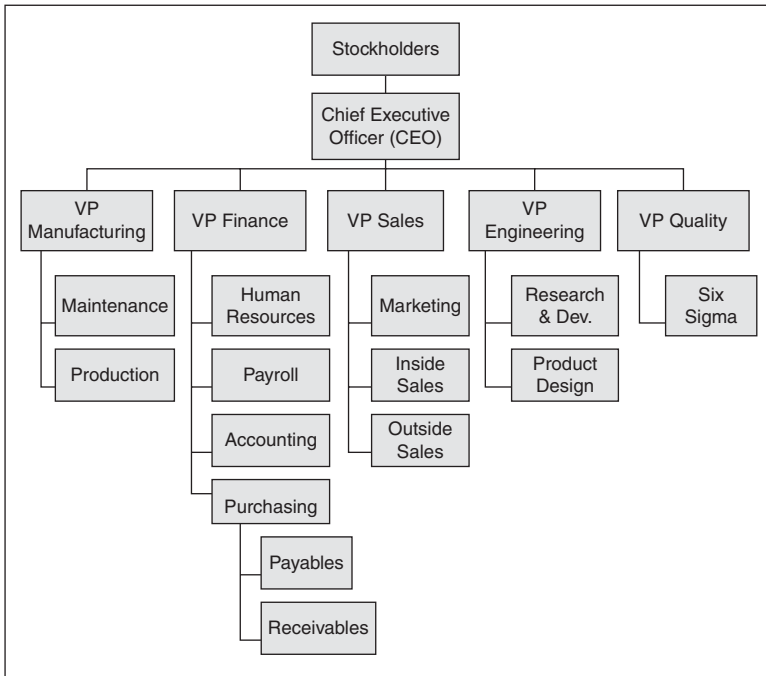 Stockholders
Chief Executive
Officer (CEO)
VP
Manufacturing
VP Finance
VP Sales
VP
Engineering
VP Quality
Maintenance
Production
Human
Resources
Payroll
Accounting
Purchasing
Payables
Receivables
Marketing
Inside
Sales
Outside
Sales
Research
& Dev.
Product
Design
Six
Sigma